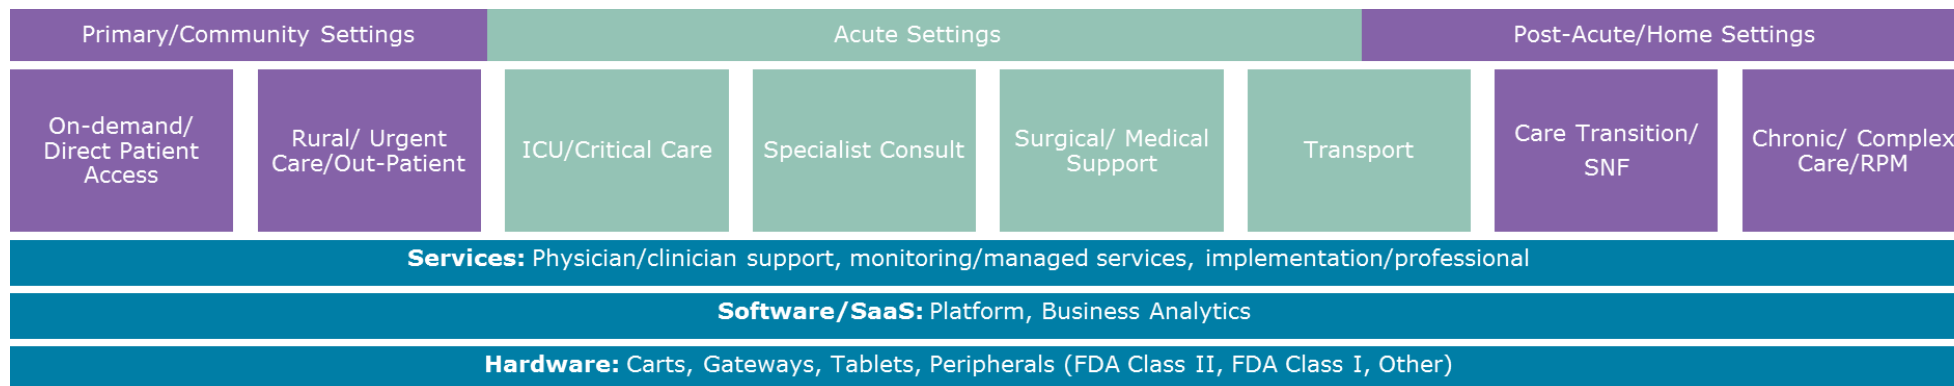 Primary/Community Settings
Acute Settings
Post-Acute/Home Settings
On-demand/
Direct Patient
Access
Rural/ Urgent
Care/Out-Patient
ICU/Critical Care
Specialist Consult
Surgical/ Medical
Support
Transport
Care Transition/
SNF
Chronic/ Complex
Care/RPM
Services: Physician/clinician support, monitoring/managed services, implementation/professional
Software/SaaS: Platform, Business Analytics
Hardware: Carts, Gateways, Tablets, Peripherals (FDA Class II, FDA Class I, Other)